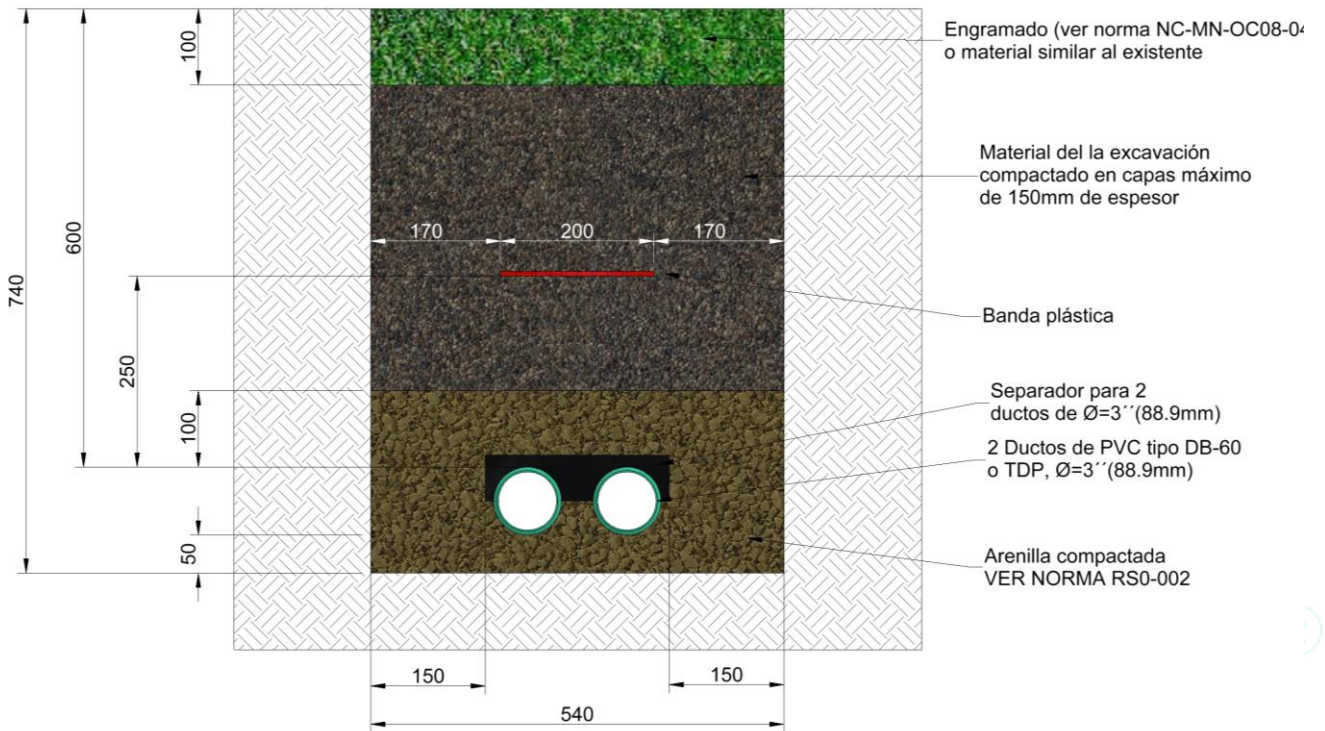 Engramado (ver norma NC-MN-OC08-04
o material similar al existente
Material del la excavación
compactado en capas máximo
de 150mm de espesor
Banda plástica
Separador para 2
ductos de Ø=3´´(88.9mm)
2 Ductos de PVC tipo DB-60
o TDP, Ø=3´´(88.9mm)
Arenilla compactada
VER NORMA RS0-002
100
600
740
250
100
50
170 200 170
150 150
540